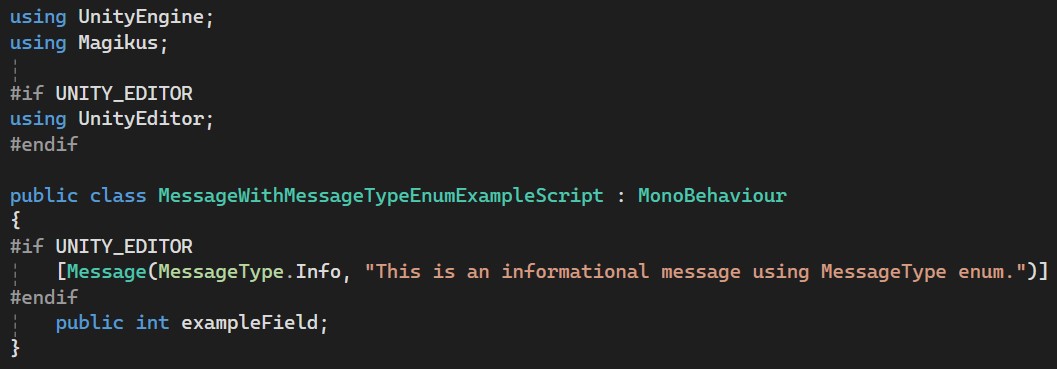 using UnityEngine;
using Magikus;
#if UNITY_EDITOR
using UnityEditor;
#endif
public class MessageWithMessageTypeEnumExampleScript : MonoBehaviour
{
#if UNITY_EDITOR
[Message(MessageType.Info, "This is an informational message using MessageType enum.")]
#endif
public int exampleField;
}